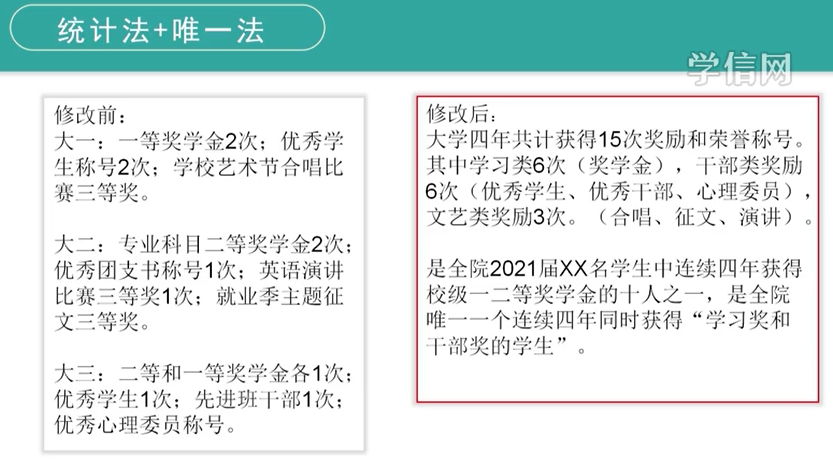 统计法+唯一法
学信网
修改前：
大一：一等奖学金2次；优秀学
生称号2次；学校艺术节合唱比
赛三等奖。
大二：专业科目二等奖学金2次；
优秀团支书称号1次；英语演讲
比赛三等奖1次；就业季主题征
文三等奖。
大三：二等和一等奖学金各1次；
优秀学生1次；先进班干部1次；
优秀心理委员称号。
修改后：
大学四年共计获得15次奖励和荣誉称号。
其中学习类6次（奖学金），干部类奖励
6次（优秀学生、优秀干部、心理委员），
文艺类奖励3次。（合唱、征文、演讲）。
是全院2021届XX名学生中连续四年获得
校级一二等奖学金的十人之一，是全院
唯一一个连续四年同时获得“学习奖和
干部奖的学生”。